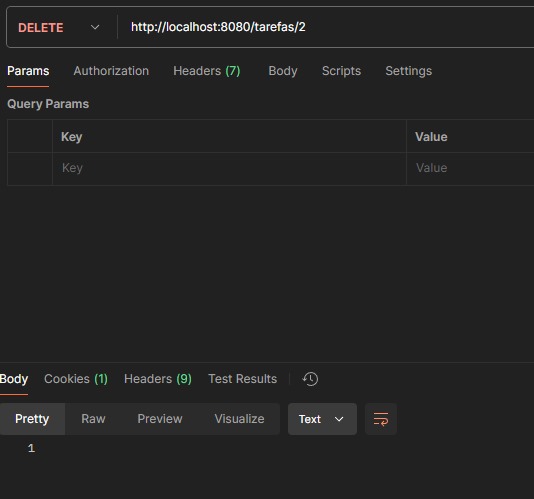 DELETE http://localhost:8080/tarefas/2
Params Authorization Headers (7) Body Scripts Settings
Query Params
Key Value
Key Value
Body Cookies (1) Headers (9) Test Results
Pretty Raw Preview Visualize Text
1